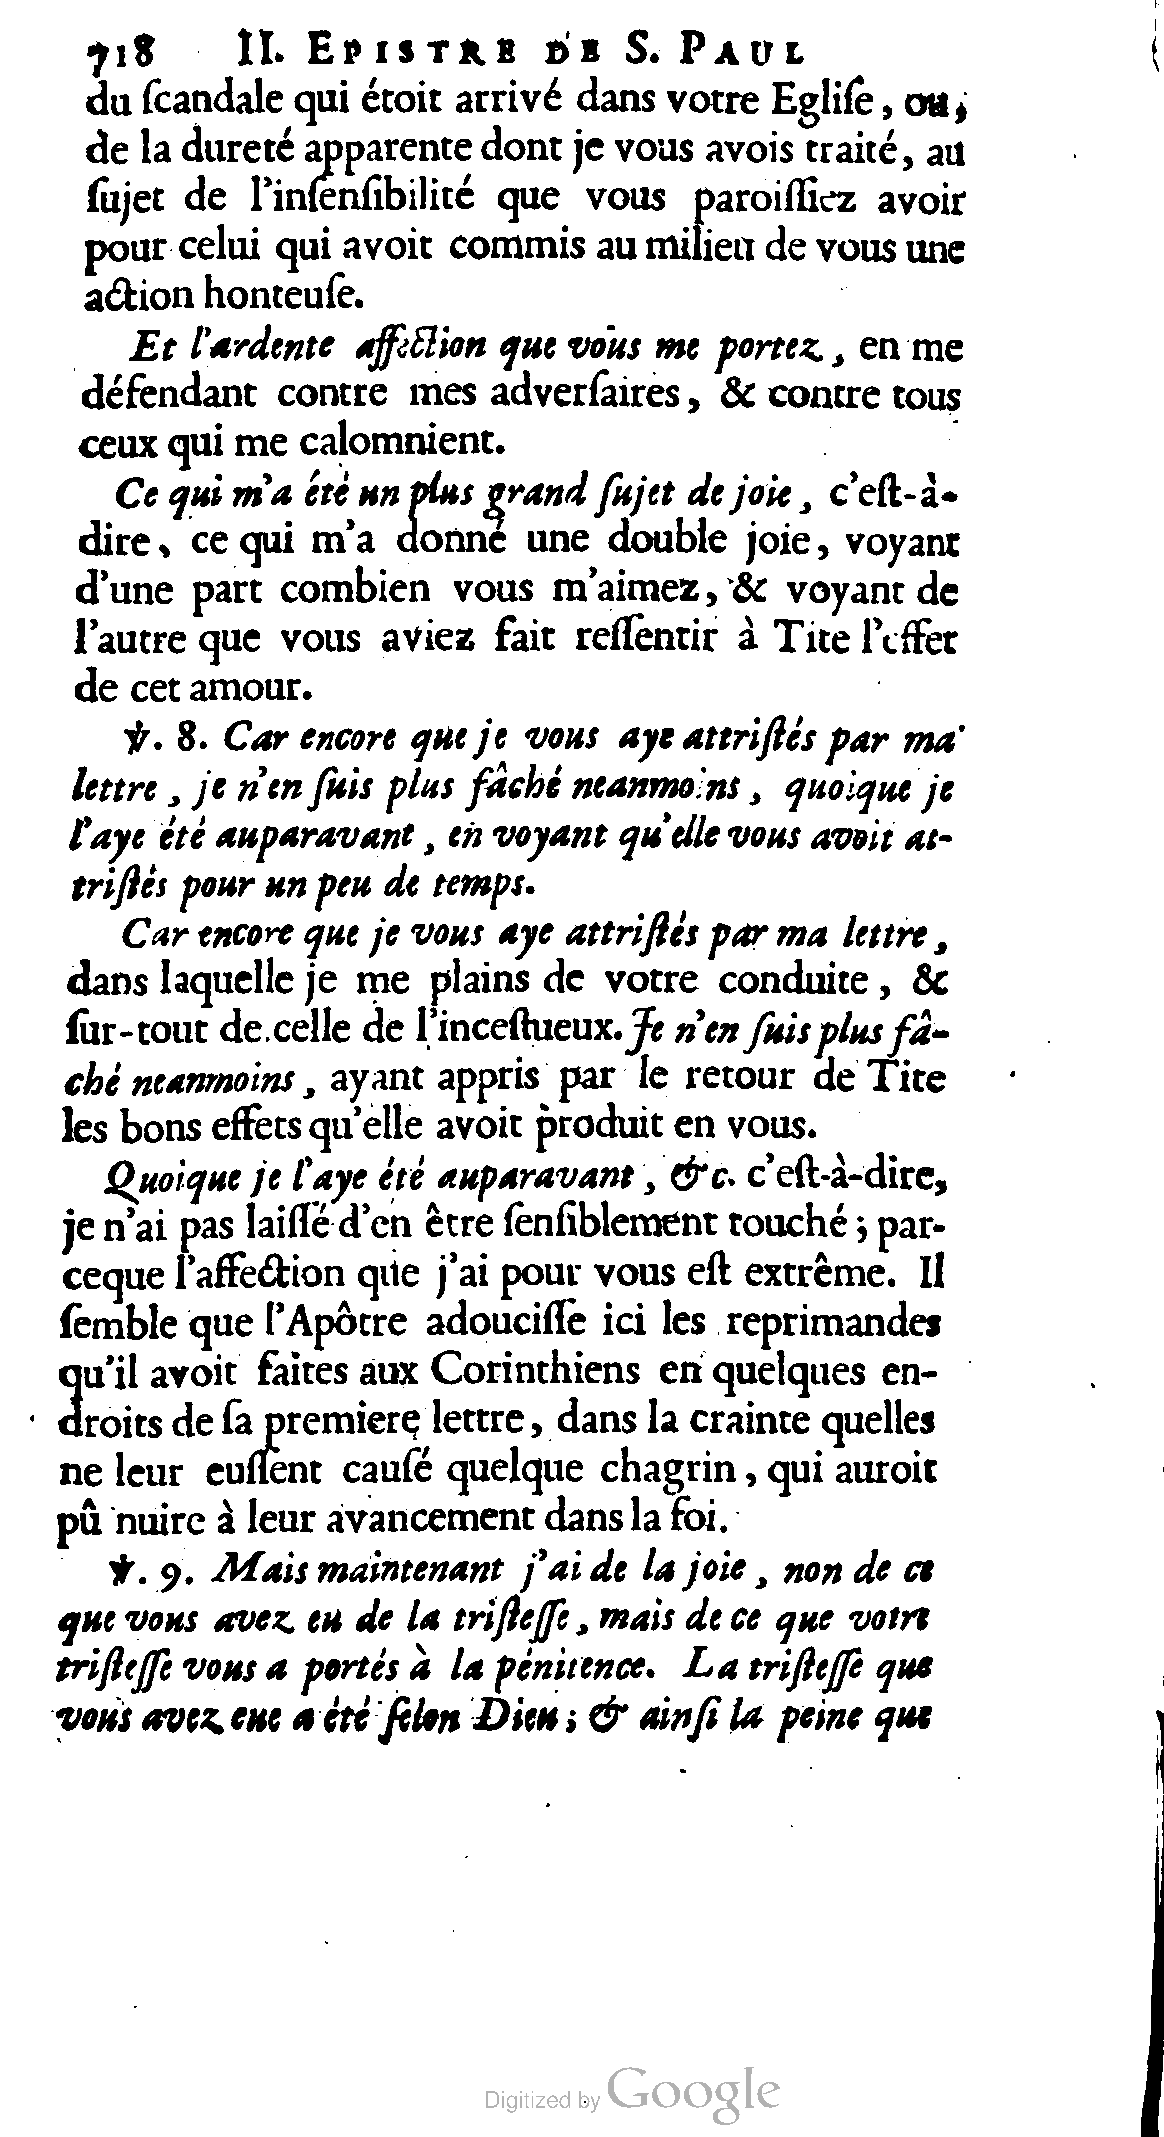 718 II. EPISTRE DE S. PAUL
du ſcandale qui étoit arrivé dans votre Egliſe, ou,
de la dureté apparente dont je vous avois traité, au
ſujet de l'inſenſibilité que vous paroiſſiez avoir
pour celui qui avoit commis au milieu de vous une
action honteuſe.
Et l'ardente affection que vous me portez, en me
défendant contre mes adverſaires, & contre tous
ceux qui me calomnient.
Ce qui m'a été un plus grand ſujet de joie, c'eſt-à-
dire, ce qui m'a donné une double joie, voyant
d'une part combien vous m'aimez, & voyant de
l'autre que vous aviez fait reſſentir à Tite l'effet
de cet amour.
℣. 8. Car encore que je vous aye attriſtés par ma
lettre, je n'en ſuis plus fâché neanmoins, quoique je
l'aye été auparavant, en voyant qu'elle vous avoit at-
triſtés pour un peu de temps.
Car encore que je vous aye attriſtés par ma lettre,
dans laquelle je me plains de votre conduite, &
ſur-tout de celle de l'inceſtueux. Je n'en ſuis plus fâ-
ché neanmoins, ayant appris par le retour de Tite
les bons effets qu'elle avoit produit en vous.
Quoique je l'aye été auparavant, &c. c'eſt-à-dire,
je n'ai pas laiſſé d'en être ſenſiblement touché; par-
ceque l'affection que j'ai pour vous eſt extrême. Il
ſemble que l'Apôtre adouciſſe ici les reprimandes
qu'il avoit faites aux Corinthiens en quelques en-
droits de ſa premiere lettre, dans la crainte quelles
ne leur euſſent cauſé quelque chagrin, qui auroit
pû nuire à leur avancement dans la foi.
℣. 9. Mais maintenant j'ai de la joie, non de ce
que vous avez eu de la triſteſſe, mais de ce que votre
triſteſſe vous a portés à la pénitence. La triſteſſe que
vous avez eue a été ſelon Dieu; & ainſi la peine que
Digitized by Google